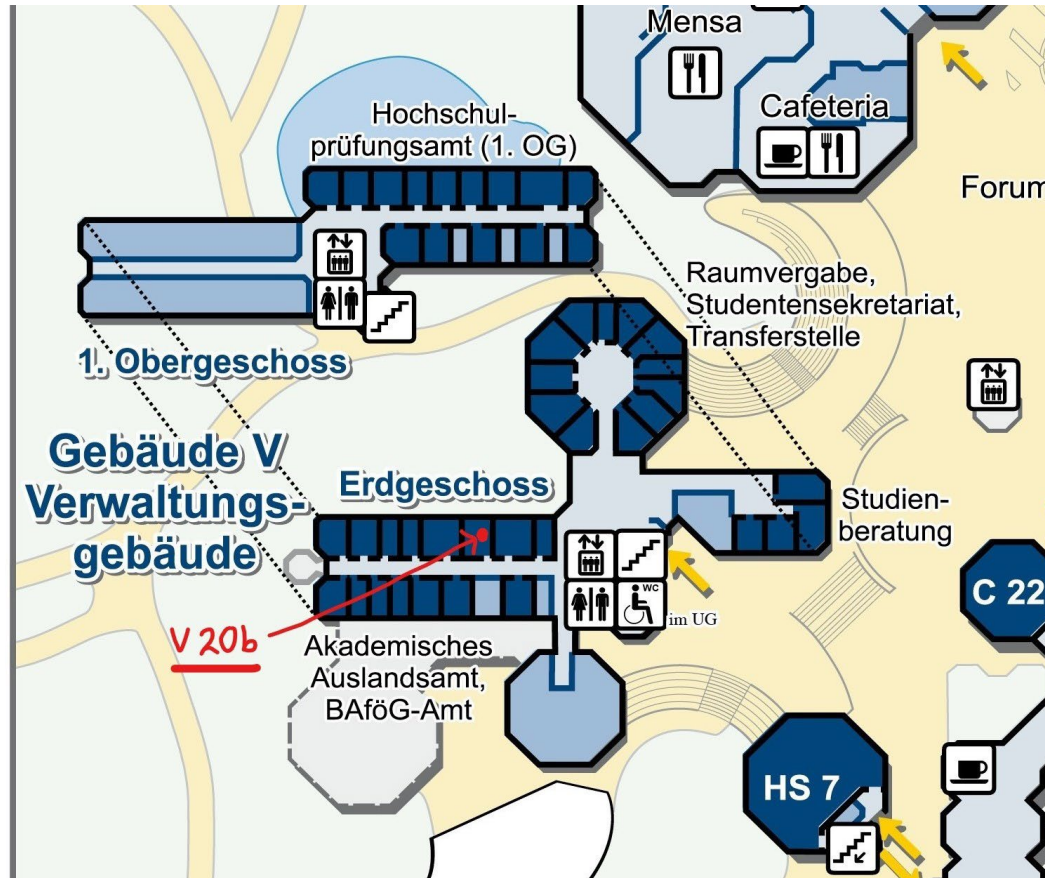 Mensa
Cafeteria
Forum
Hochschul-
prüfungsamt (1. OG)
Raumvergabe,
Studentensekretariat,
Transferstelle
1. Obergeschoss
Gebäude V
Verwaltungs-
gebäude
Erdgeschoss
Studien-
beratung
WC
im UG
C 22
V 20b
Akademisches
Auslandsamt,
BAföG-Amt
HS 7